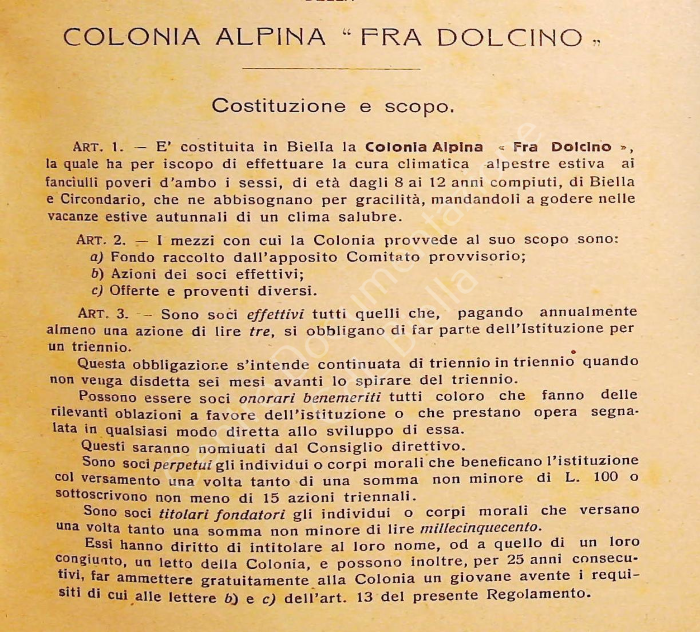 DELLA
COLONIA ALPINA “ FRA DOLCINO „
Costituzione e scopo.
ART. 1. — E' costituita in Biella la Colonia Alpina « Fra Dolcino »,
la quale ha per iscopo di effettuare la cura climatica alpestre estiva ai
fanciulli poveri d'ambo i sessi, di età dagli 8 ai 12 anni compiuti, di Biella
e Circondario, che ne abbisognano per gracilità, mandandoli a godere nelle
vacanze estive autunnali di un clima salubre.
ART. 2. — I mezzi con cui la Colonia provvede al suo scopo sono:
a) Fondo raccolto dall'apposito Comitato provvisorio;
b) Azioni dei soci effettivi;
c) Offerte e proventi diversi.
ART. 3. — Sono soci effettivi tutti quelli che, pagando annualmente
almeno una azione di lire tre, si obbligano di far parte dell'Istituzione per
un triennio.
Questa obbligazione s'intende continuata di triennio in triennio quando
non veuga disdetta sei mesi avanti lo spirare del triennio.
Possono essere soci onorari benemeriti tutti coloro che fanno delle
rilevanti oblazioni a favore dell'istituzione o che prestano opera segna-
lata in qualsiasi modo diretta allo sviluppo di essa.
Questi saranno nomiuati dal Consiglio direttivo.
Sono soci perpetui gli individui o corpi morali che beneficano l'istituzione
col versamento una volta tanto di una somma non minore di L. 100 o
sottoscrivono non meno di 15 azioni triennali.
Sono soci titolari fondatori gli individui o corpi morali che versano
una volta tanto una somma non minore di lire millecinquecento.
Essi hanno diritto di intitolare al loro nome, od a quello di un loro
congiunto, un letto della Colonia, e possono inoltre, per 25 anni consecu-
tivi, far ammettere gratuitamente alla Colonia un giovane avente i requi-
siti di cui alle lettere b) e c) dell'art. 13 del presente Regolamento.